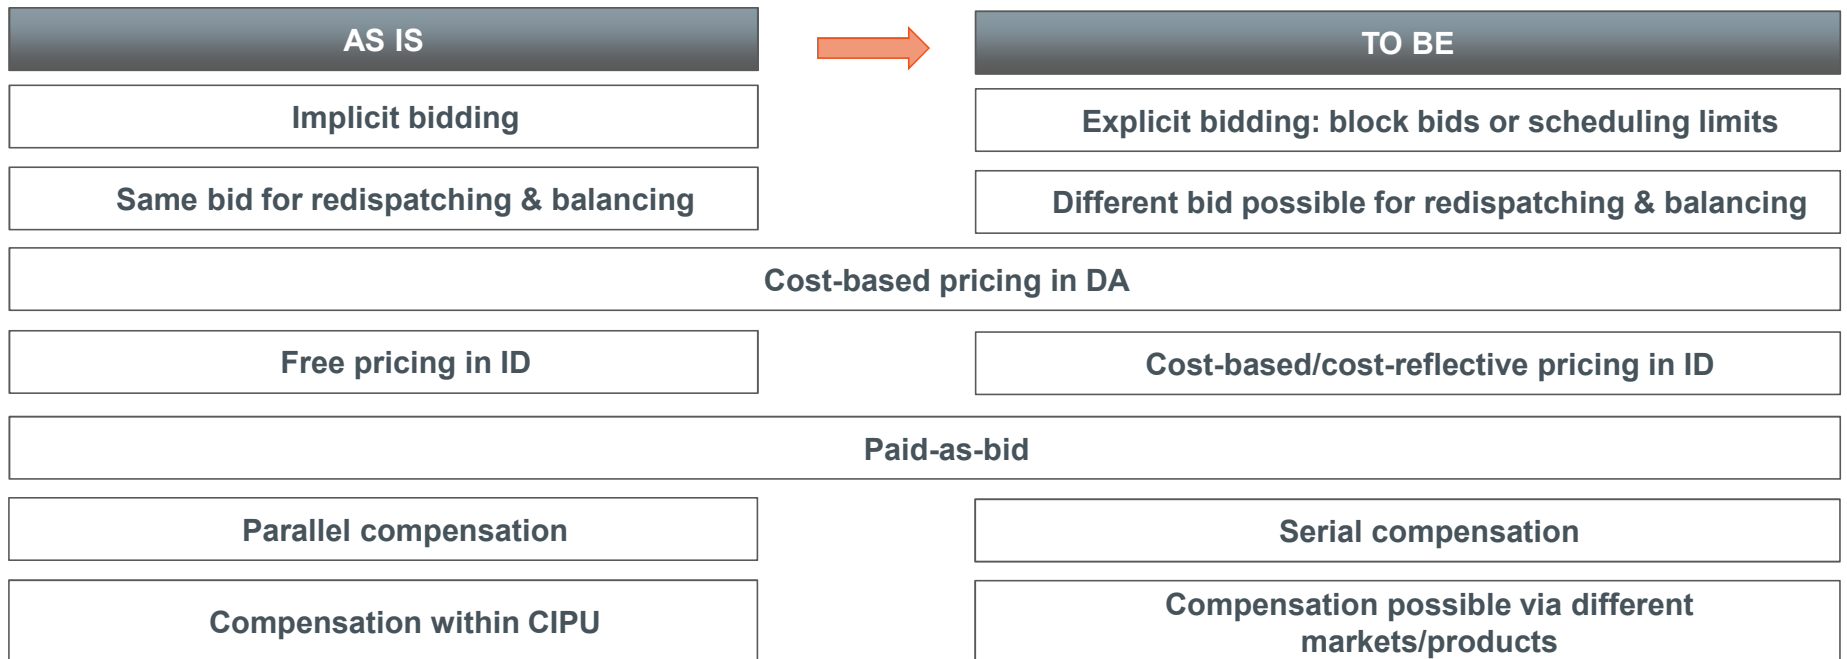 AS IS
TO BE
Implicit bidding
Explicit bidding: block bids or scheduling limits
Same bid for redispatching & balancing
Different bid possible for redispatching & balancing
Cost-based pricing in DA
Free pricing in ID
Cost-based/cost-reflective pricing in ID
Paid-as-bid
Parallel compensation
Serial compensation
Compensation within CIPU
Compensation possible via different
markets/products